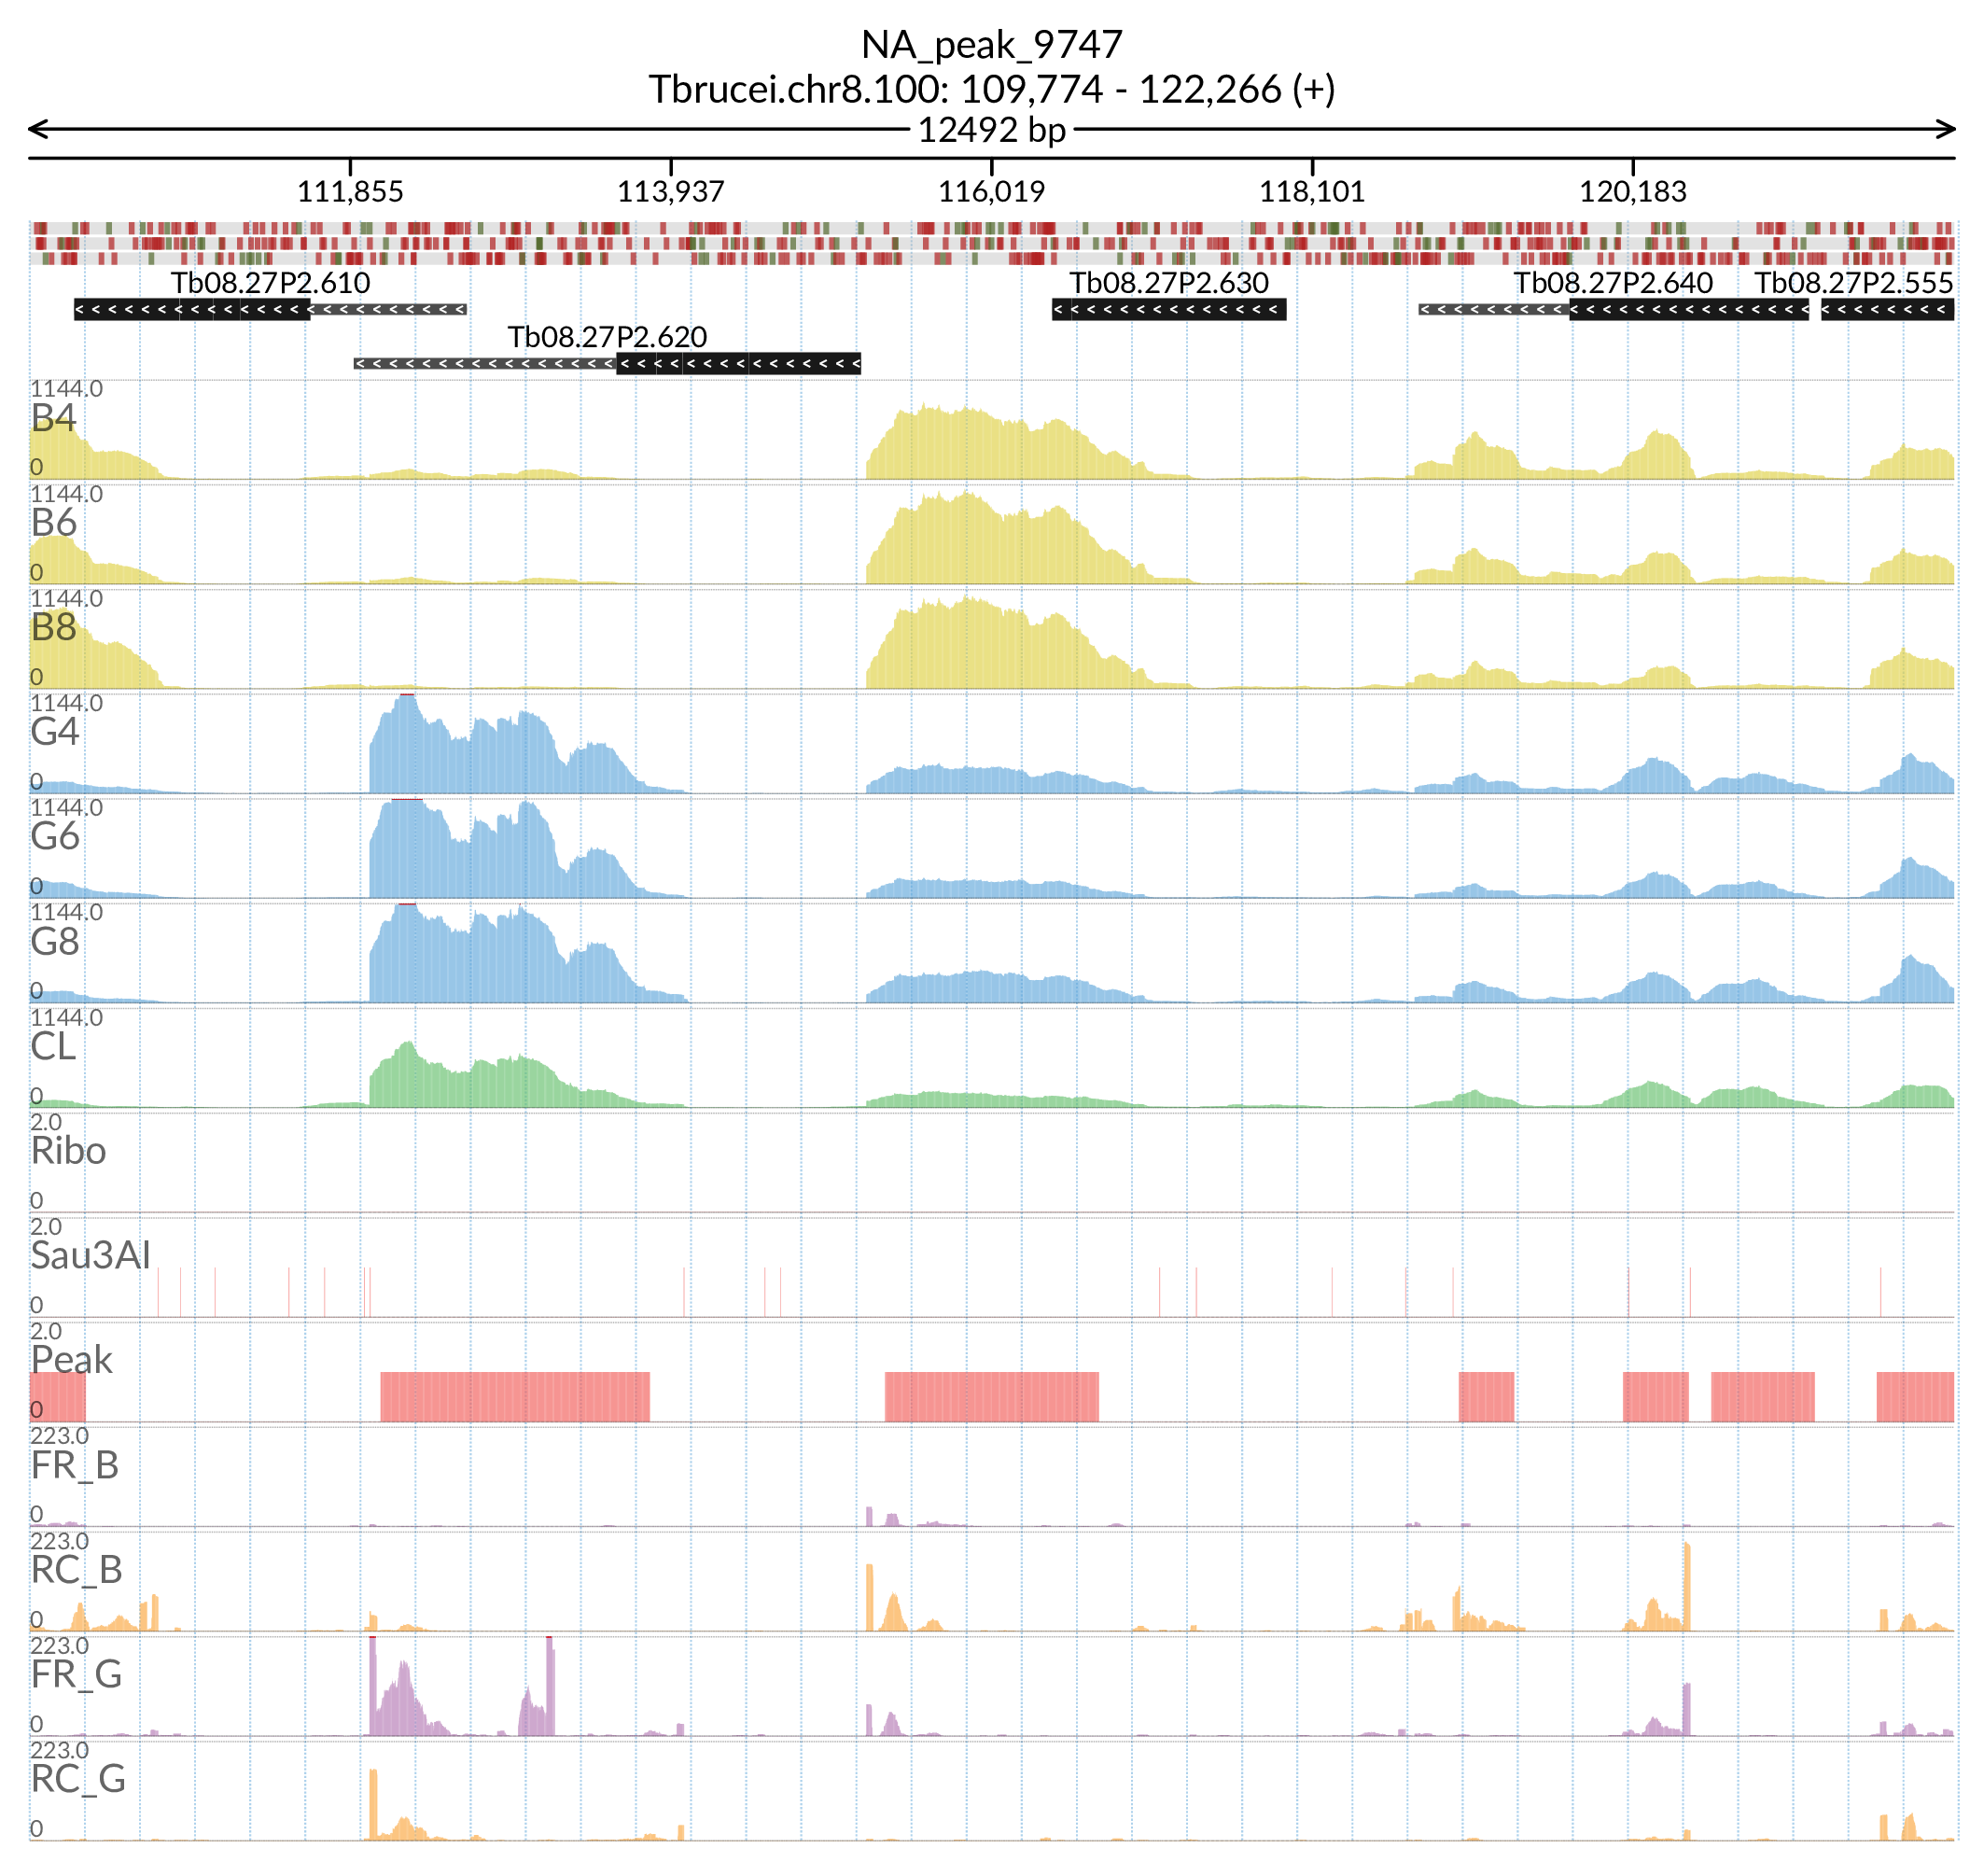 NA_peak_9747
Tbrucei.chr8.100: 109,774 - 122,266 (+)
12492 bp
111,855 113,937 116,019 118,101 120,183
Tb08.27P2.610 Tb08.27P2.630 Tb08.27P2.640 Tb08.27P2.555
Tb08.27P2.620
1144.0
B4
0
1144.0
B6
0
1144.0
B8
0
1144.0
G4
0
1144.0
G6
0
1144.0
G8
0
1144.0
CL
0
2.0
Ribo
0
2.0
Sau3AI
0
2.0
Peak
0
223.0
FR_B
0
223.0
RC_B
0
223.0
FR_G
0
223.0
RC_G
0